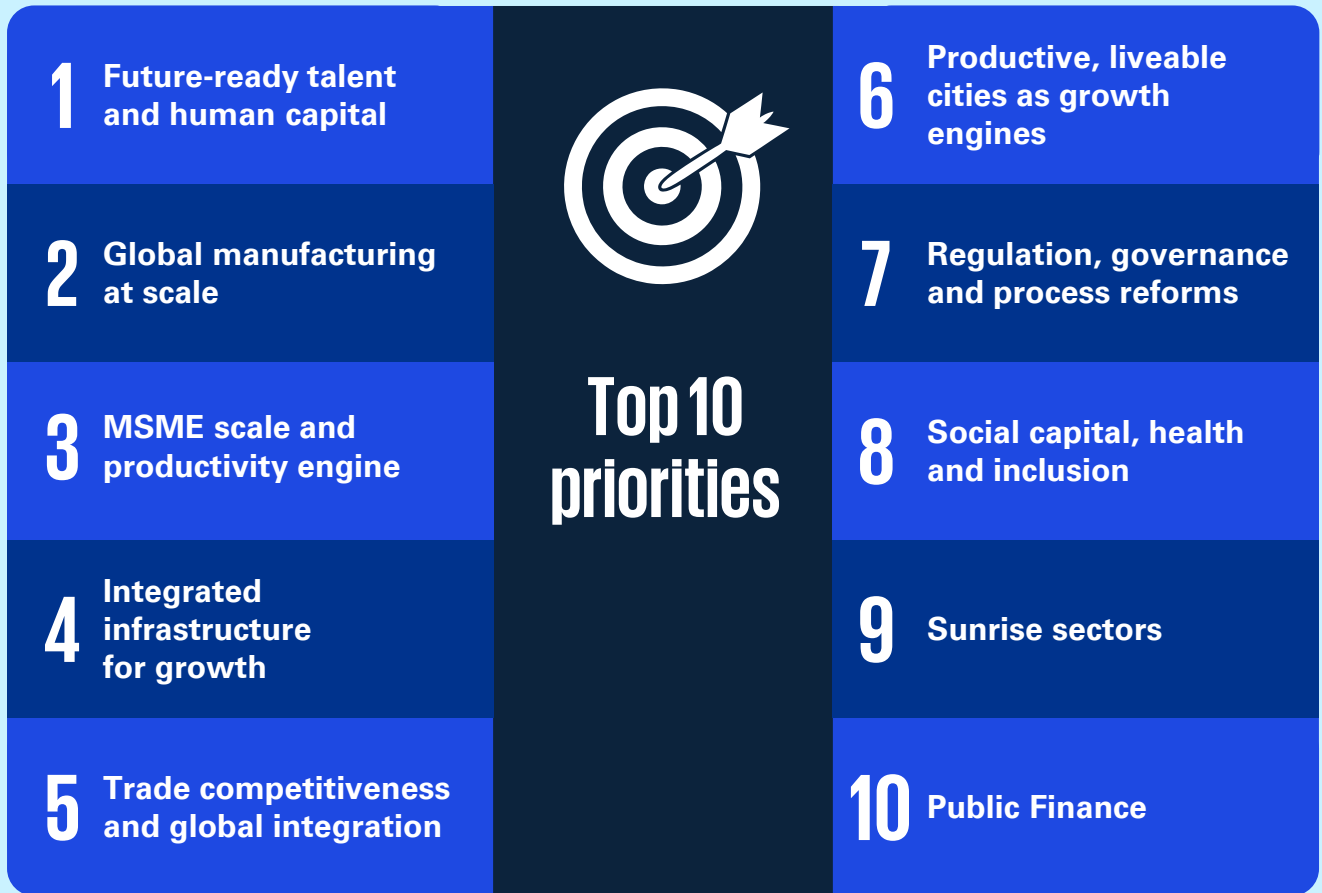 1
Future-ready talent
and human capital
2
Global manufacturing
at scale
3
MSME scale and
productivity engine
4
Integrated
infrastructure
for growth
5
Trade competitiveness
and global integration
Top 10
priorities
6
Productive, liveable
cities as growth
engines
7
Regulation, governance
and process reforms
8
Social capital, health
and inclusion
9
Sunrise sectors
10
Public Finance